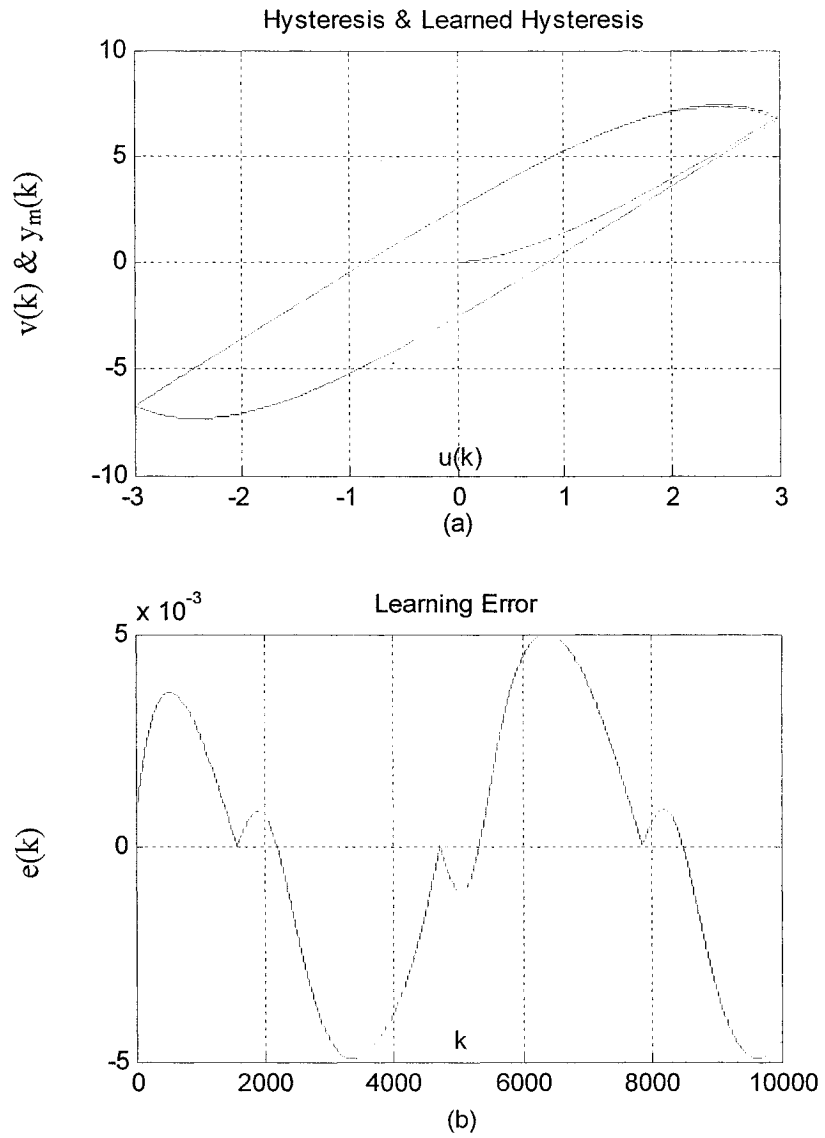 Hysteresis & Learned Hysteresis
10
5
0
-5
-10
v(k) & y_m(k)
u(k)
-3 -2 -1 0 1 2 3
(a)
x 10^-3
Learning Error
5
0
-5
e(k)
k
0 2000 4000 6000 8000 10000
(b)